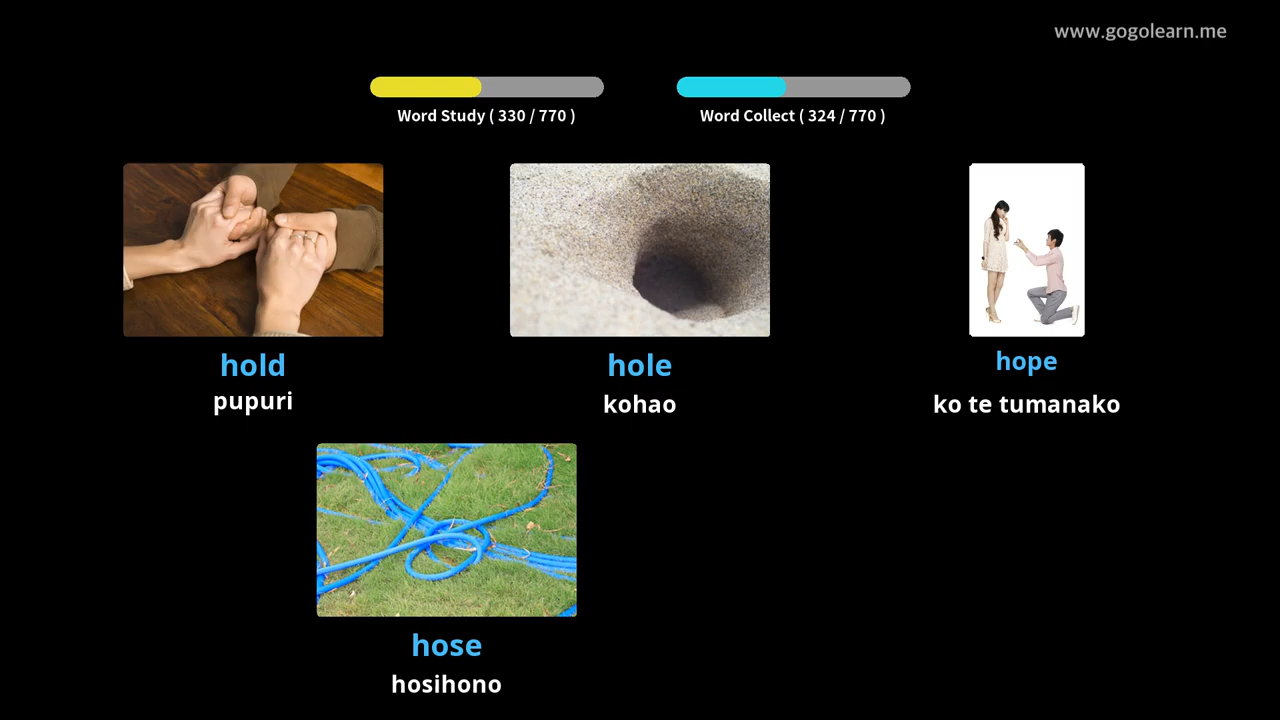 www.gogolearn.me
Word Study ( 330 / 770 )
Word Collect ( 324 / 770 )
hold
pupuri
hole
kohao
hope
ko te tumanako
hose
hosihono